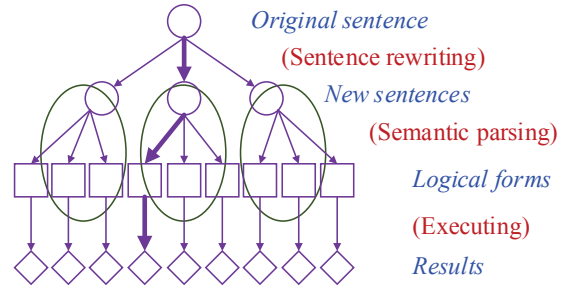 Original sentence
(Sentence rewriting)
New sentences
(Semantic parsing)
Logical forms
(Executing)
Results